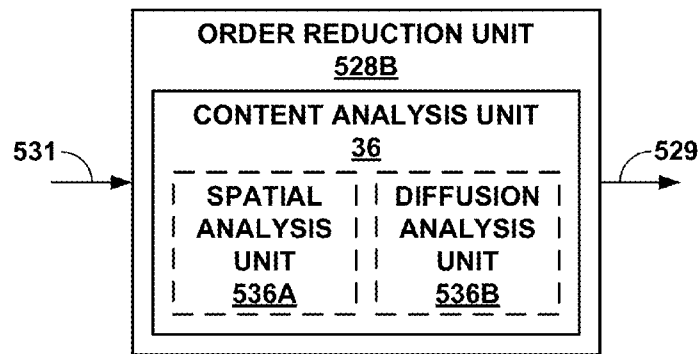 ORDER REDUCTION UNIT
528B
CONTENT ANALYSIS UNIT
36
531
529
SPATIAL
ANALYSIS
UNIT
536A
DIFFUSION
ANALYSIS
UNIT
536B